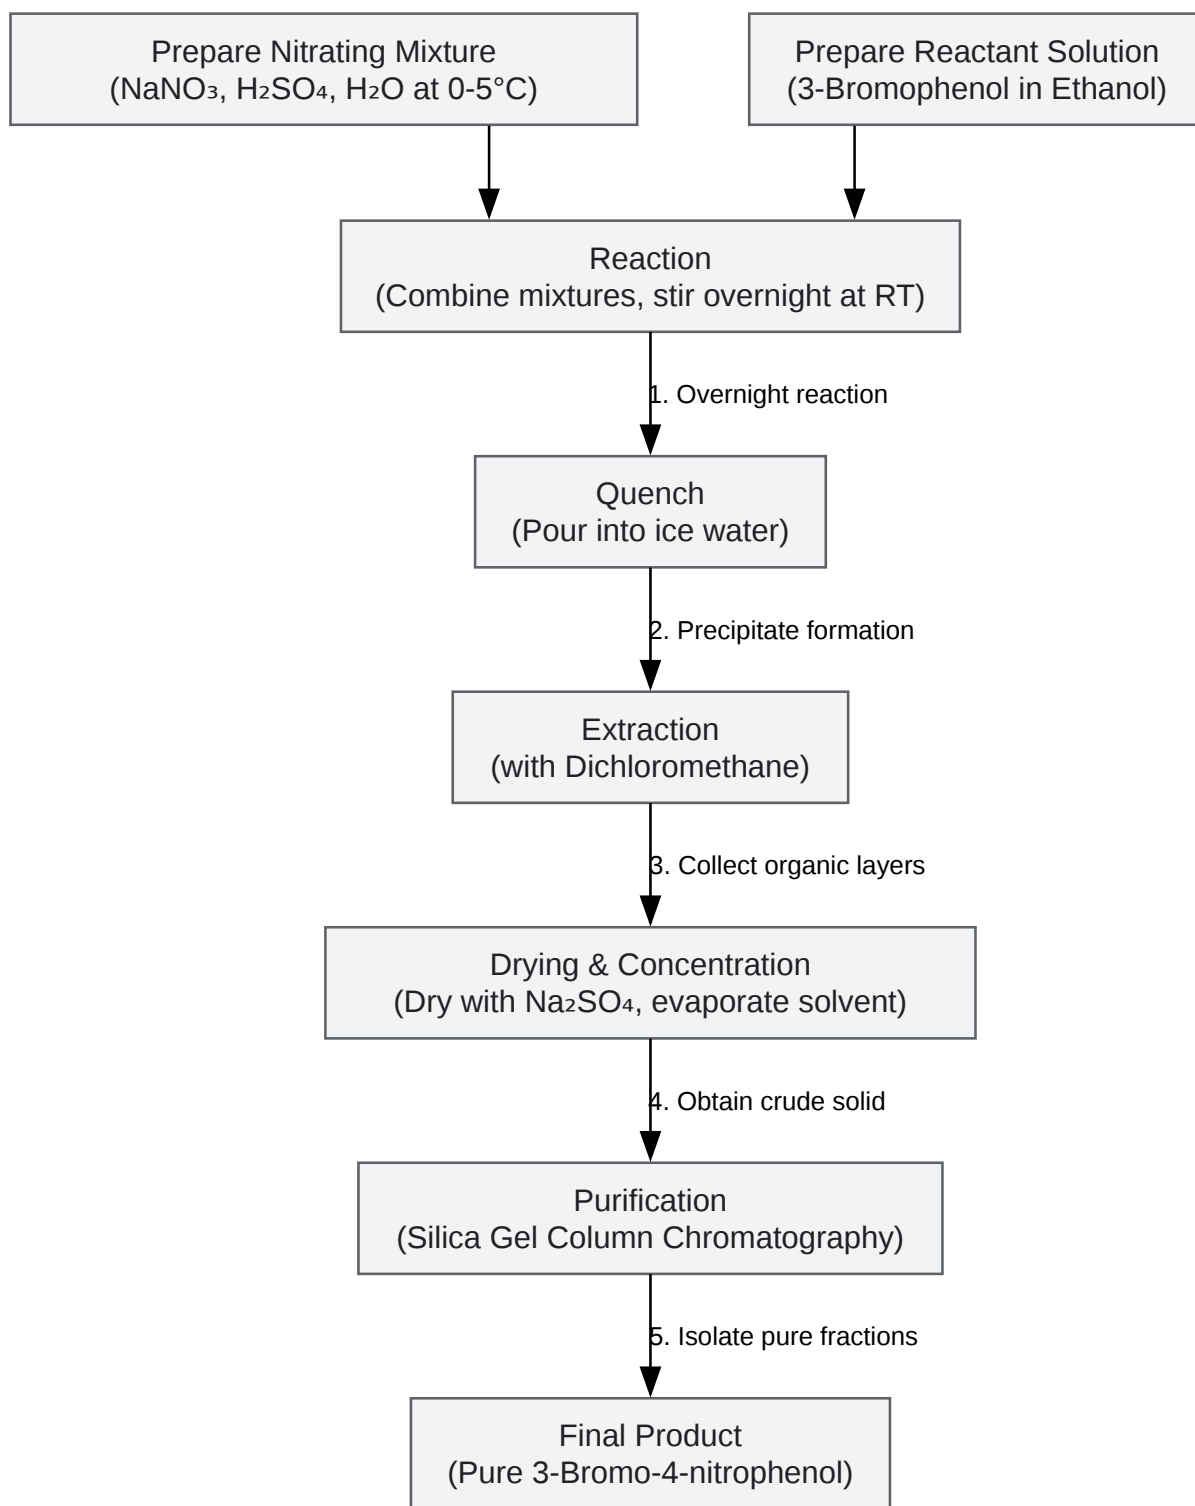 Prepare Nitrating Mixture
(NaNO₃, H₂SO₄, H₂O at 0-5°C)
Prepare Reactant Solution
(3-Bromophenol in Ethanol)
Reaction
(Combine mixtures, stir overnight at RT)
1. Overnight reaction
Quench
(Pour into ice water)
2. Precipitate formation
Extraction
(with Dichloromethane)
3. Collect organic layers
Drying & Concentration
(Dry with Na₂SO₄, evaporate solvent)
4. Obtain crude solid
Purification
(Silica Gel Column Chromatography)
5. Isolate pure fractions
Final Product
(Pure 3-Bromo-4-nitrophenol)